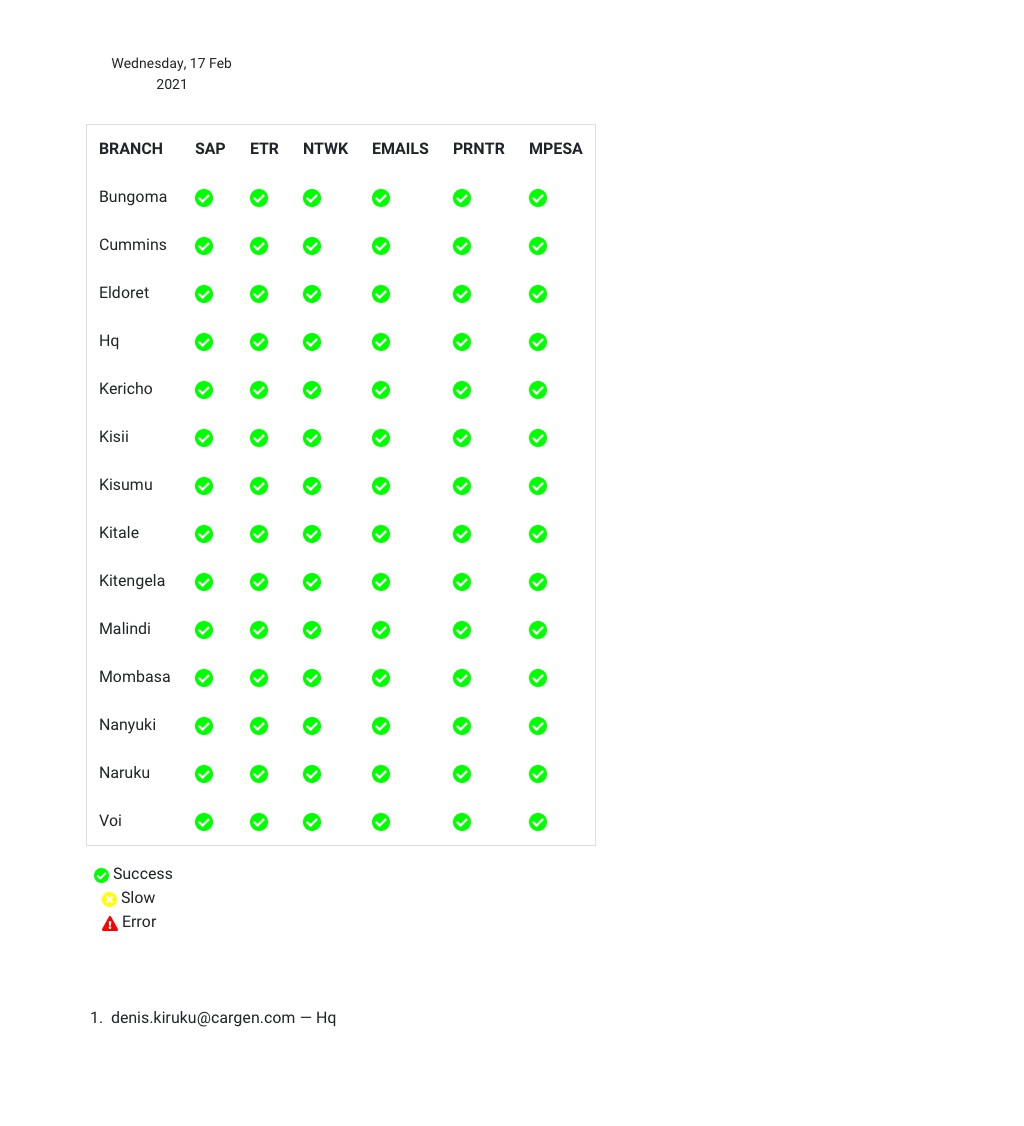 Wednesday, 17 Feb
2021
BRANCH SAP ETR NTWK EMAILS PRNTR MPESA
Bungoma
Cummins
Eldoret
Hq
Kericho
Kisii
Kisumu
Kitale
Kitengela
Malindi
Mombasa
Nanyuki
Naruku
Voi
Success
Slow
Error
1. denis.kiruku@cargen.com — Hq